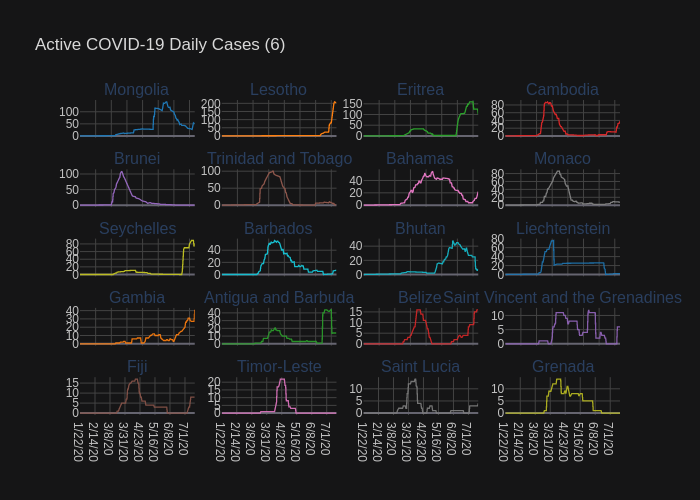 Active COVID-19 Daily Cases (6)
Mongolia Lesotho Eritrea Cambodia
100 50 0
200 150 100 50 0
150 100 50 0
80 60 40 20 0
Brunei Trinidad and Tobago Bahamas Monaco
100 50 0
100 50 0
40 20 0
80 60 40 20 0
Seychelles Barbados Bhutan Liechtenstein
80 60 40 20 0
40 20 0
40 20 0
80 60 40 20 0
Gambia Antigua and Barbuda Belize Saint Vincent and the Grenadines
40 30 20 10 0
40 30 20 10 0
15 10 5 0
10 5 0
Fiji Timor-Leste Saint Lucia Grenada
15 10 5 0
20 15 10 5 0
10 5 0
10 5 0
1/22/20 2/14/20 3/8/20 3/31/20 4/23/20 5/16/20 6/8/20 7/1/20
1/22/20 2/14/20 3/8/20 3/31/20 4/23/20 5/16/20 6/8/20 7/1/20
1/22/20 2/14/20 3/8/20 3/31/20 4/23/20 5/16/20 6/8/20 7/1/20
1/22/20 2/14/20 3/8/20 3/31/20 4/23/20 5/16/20 6/8/20 7/1/20